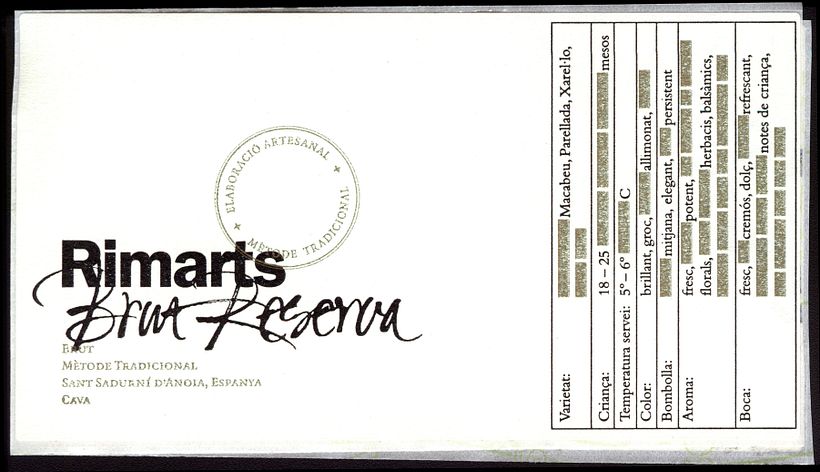 ELABORACIÓ ARTESANAL
MÈTODE TRADICIONAL
Rimarts
Brut Reserva
BRUT
MÈTODE TRADICIONAL
SANT SADURNÍ D'ANOIA, ESPANYA
CAVA
Varietat: Macabeu, Parellada, Xarel·lo,
Criança: 18 – 25 mesos
Temperatura servei: 5º – 6º C
Color: brillant, groc, allimonat,
Bombolla: mitjana, elegant, persistent
Aroma: fresc, potent,
florals, herbacis, balsàmics,
Boca: fresc, cremós, dolç, refrescant,
notes de criança,